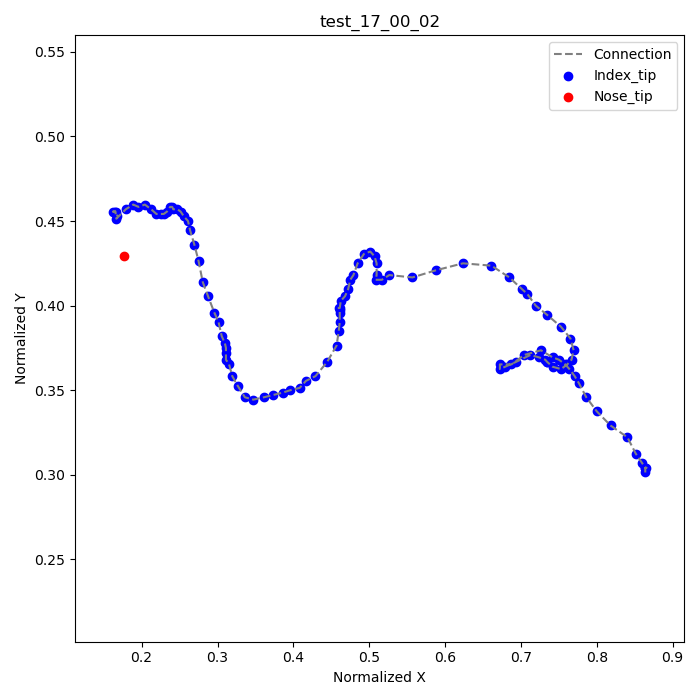 test_17_00_02
0.55
0.50
0.45
0.40
0.35
0.30
0.25
Normalized Y
Connection
Index_tip
Nose_tip
0.2 0.3 0.4 0.5 0.6 0.7 0.8 0.9
Normalized X